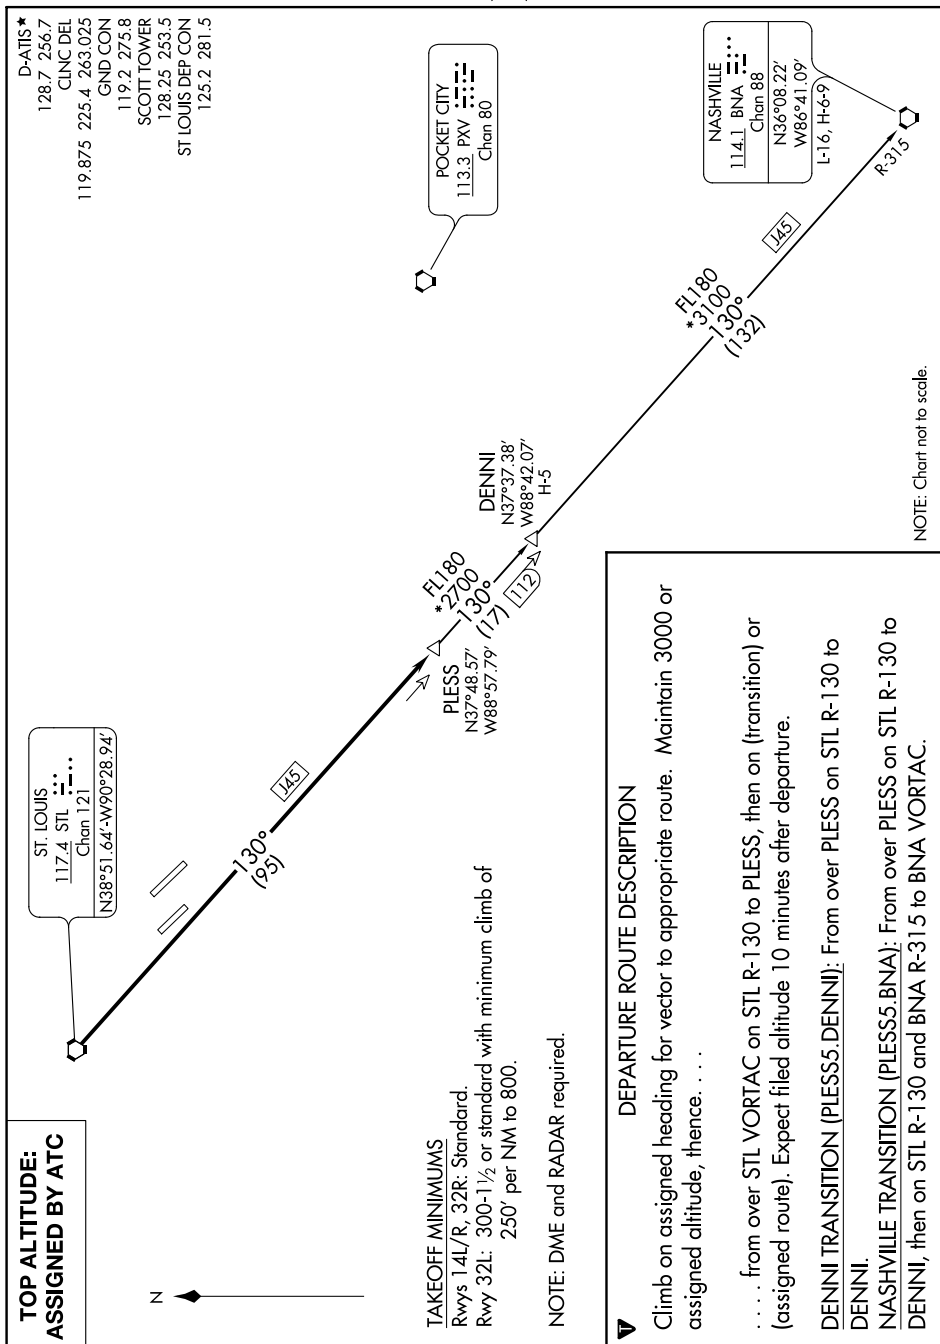 TOP ALTITUDE:
ASSIGNED BY ATC
D-ATIS★
128.7 256.7
CLNC DEL
119.875 225.4 263.025
GND CON
119.2 275.8
SCOTT TOWER
128.25 253.5
ST LOUIS DEP CON
125.2 281.5
ST. LOUIS
117.4 STL
Chan 121
N38°51.64'-W90°28.94'
POCKET CITY
113.3 PXV
Chan 80
NASHVILLE
114.1 BNA
Chan 88
N36°08.22'
W86°41.09'
L-16, H-6-9
N
130°
(95)
J45
PLESS
N37°48.57'
W88°57.79'
FL180
*2700
130°
(17)
112
DENNI
N37°37.38'
W88°42.07'
H-5
FL180
*3100
130°
(132)
J45
R-315
TAKEOFF MINIMUMS
Rwys 14L/R, 32R: Standard.
Rwy 32L: 300-1½ or standard with minimum climb of
250' per NM to 800.
NOTE: DME and RADAR required.
NOTE: Chart not to scale.
T
DEPARTURE ROUTE DESCRIPTION
Climb on assigned heading for vector to appropriate route. Maintain 3000 or
assigned altitude, thence. . . .
. . . . from over STL VORTAC on STL R-130 to PLESS, then on (transition) or
(assigned route). Expect filed altitude 10 minutes after departure.
DENNI TRANSITION (PLESS5.DENNI): From over PLESS on STL R-130 to
DENNI.
NASHVILLE TRANSITION (PLESS5.BNA): From over PLESS on STL R-130 to
DENNI, then on STL R-130 and BNA R-315 to BNA VORTAC.